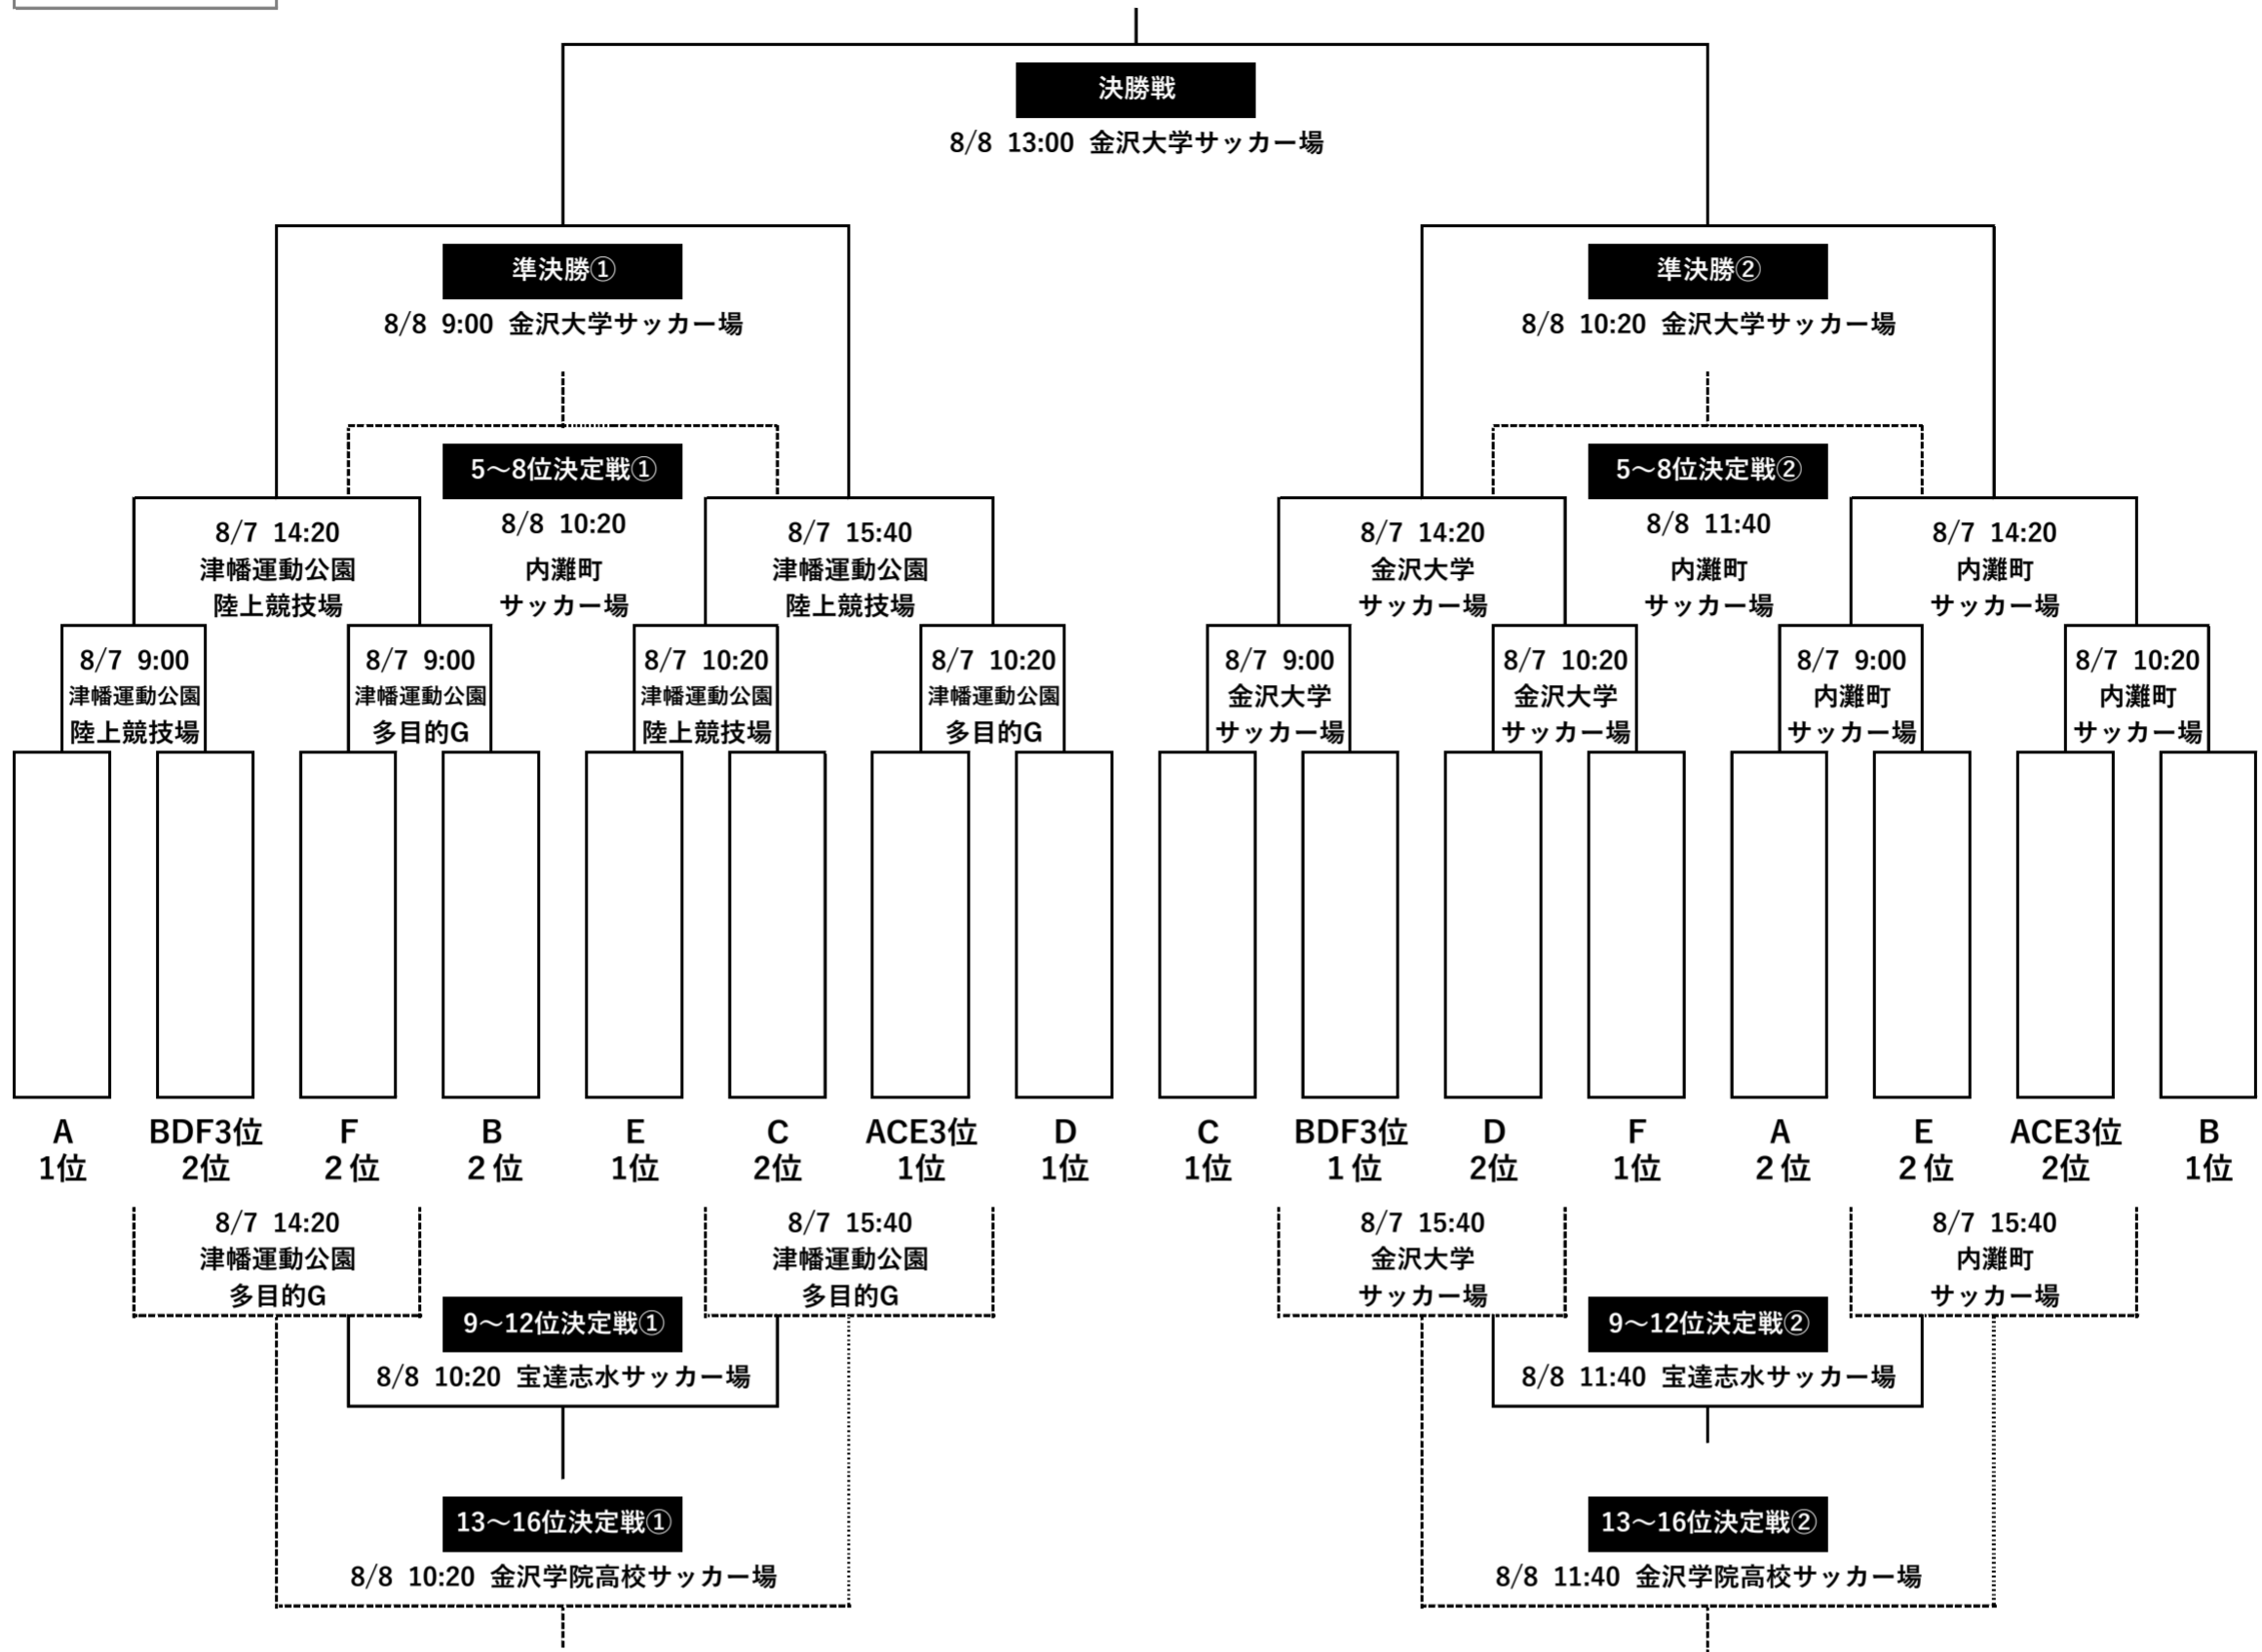 決勝戦
8/8 13:00 金沢大学サッカー場
準決勝①
8/8 9:00 金沢大学サッカー場
準決勝②
8/8 10:20 金沢大学サッカー場
5～8位決定戦①
8/8 10:20
内灘町
サッカー場
5～8位決定戦②
8/8 11:40
内灘町
サッカー場
8/7 14:20
津幡運動公園
陸上競技場
8/7 15:40
津幡運動公園
陸上競技場
8/7 14:20
金沢大学
サッカー場
8/7 14:20
内灘町
サッカー場
8/7 9:00
津幡運動公園
陸上競技場
8/7 9:00
津幡運動公園
多目的G
8/7 10:20
津幡運動公園
陸上競技場
8/7 10:20
津幡運動公園
多目的G
8/7 9:00
金沢大学
サッカー場
8/7 10:20
金沢大学
サッカー場
8/7 9:00
内灘町
サッカー場
8/7 10:20
内灘町
サッカー場
A
1位
BDF3位
2位
F
2位
B
2位
E
1位
C
2位
ACE3位
1位
D
1位
C
1位
BDF3位
1位
D
2位
F
1位
A
2位
E
2位
ACE3位
2位
B
1位
8/7 14:20
津幡運動公園
多目的G
8/7 15:40
津幡運動公園
多目的G
8/7 15:40
金沢大学
サッカー場
8/7 15:40
内灘町
サッカー場
9～12位決定戦①
8/8 10:20 宝達志水サッカー場
9～12位決定戦②
8/8 11:40 宝達志水サッカー場
13～16位決定戦①
8/8 10:20 金沢学院高校サッカー場
13～16位決定戦②
8/8 11:40 金沢学院高校サッカー場